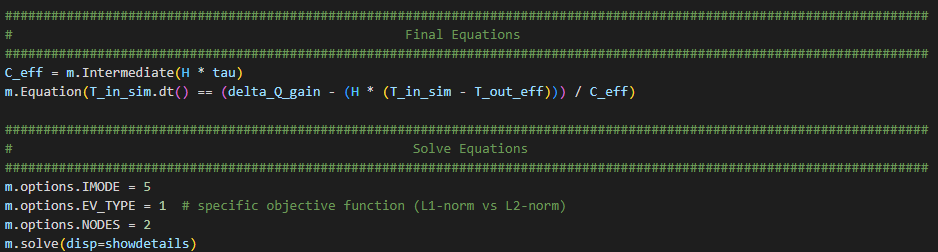 ########################################################################################################################
#                                                   Final Equations
########################################################################################################################
C_eff = m.Intermediate(H * tau)
m.Equation(T_in_sim.dt() == (delta_Q_gain - (H * (T_in_sim - T_out_eff))) / C_eff)
########################################################################################################################
#                                                    Solve Equations
########################################################################################################################
m.options.IMODE = 5
m.options.EV_TYPE = 1  # specific objective function (L1-norm vs L2-norm)
m.options.NODES = 2
m.solve(disp=showdetails)